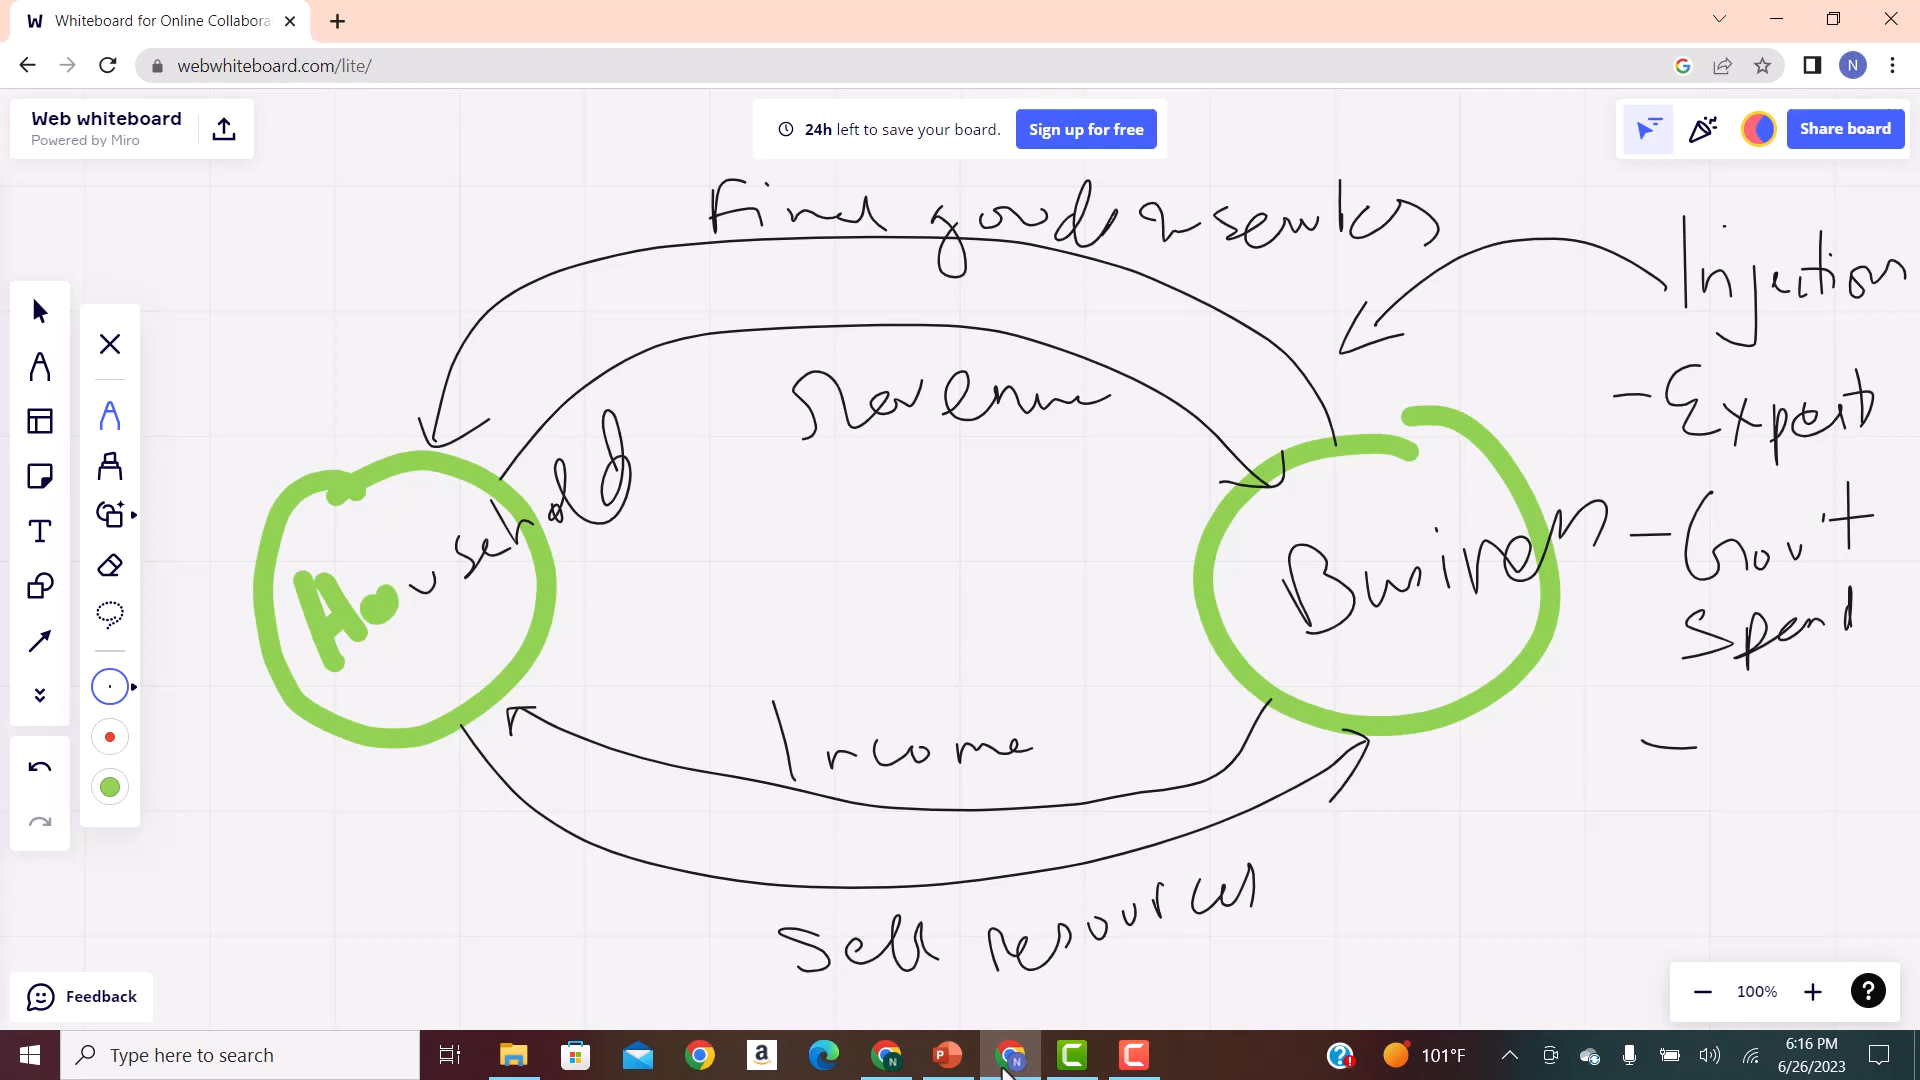 Whiteboard for Online Collabora
webwhiteboard.com/lite/
N
Web whiteboard
Powered by Miro
24h left to save your board.
Sign up for free
Share board
Final goods & services
Injection
Revenue
- Export
Household
Business
- Gov't
Spend
Income
-
Sell resources
Feedback
100%
Type here to search
101°F
6:16 PM
6/26/2023